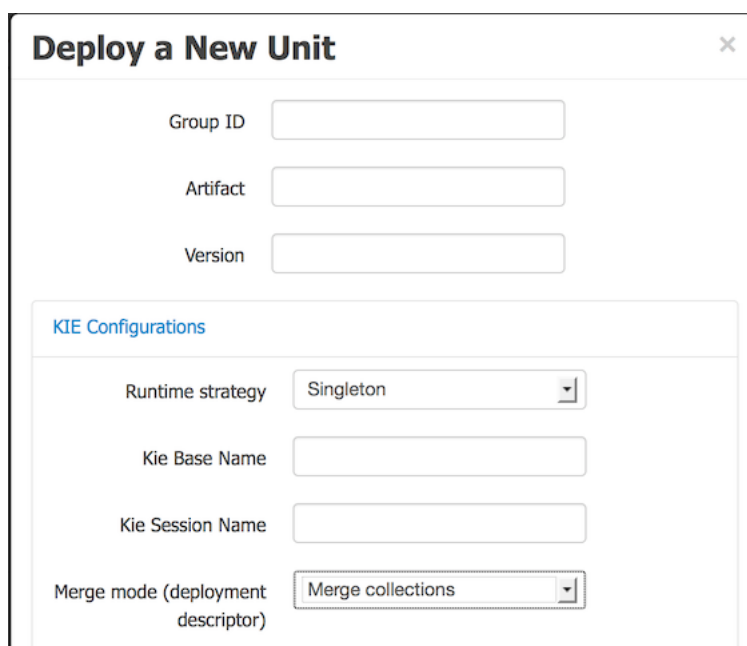 Deploy a New Unit ×
Group ID
Artifact
Version
KIE Configurations
Runtime strategy Singleton
Kie Base Name
Kie Session Name
Merge mode (deployment Merge collections
descriptor)